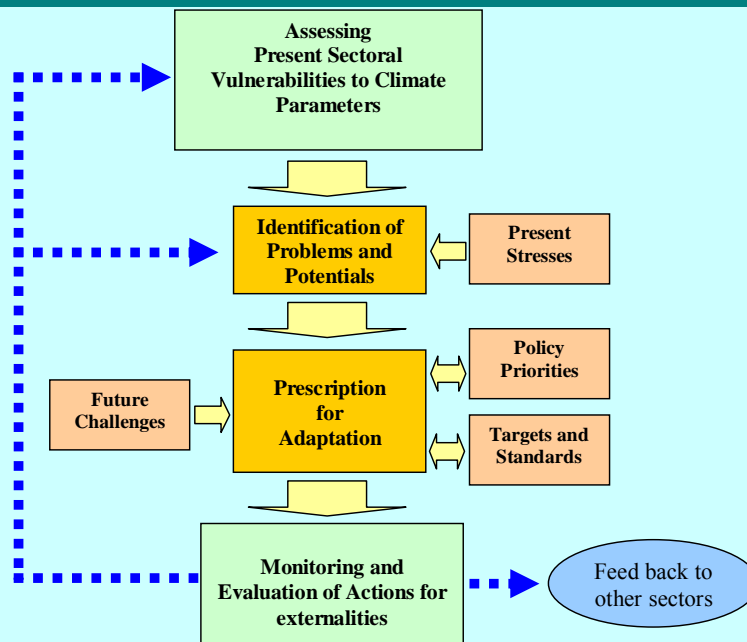 Assessing
Present Sectoral
Vulnerabilities to Climate
Parameters
Identification of
Problems and
Potentials
Present
Stresses
Policy
Priorities
Future
Challenges
Prescription
for
Adaptation
Targets and
Standards
Monitoring and
Evaluation of Actions for
externalities
Feed back to
other sectors